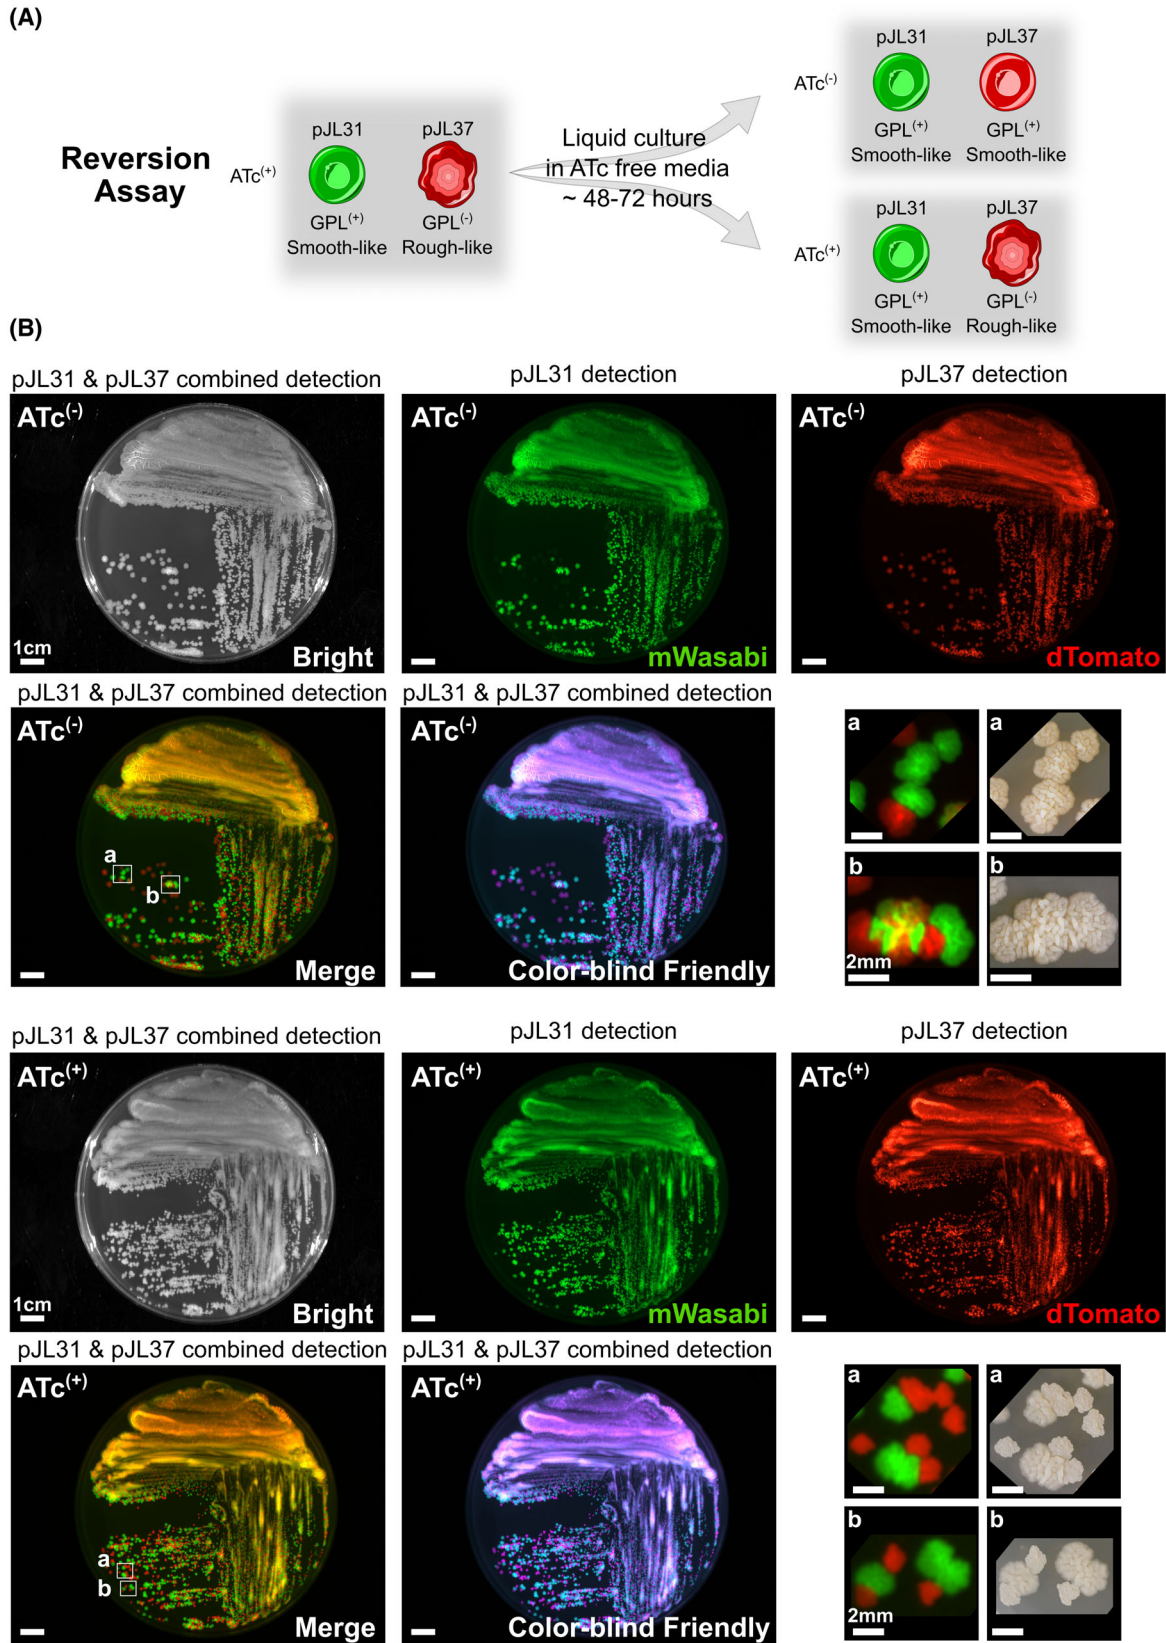 (A)
pJL31
pJL37
ATc(-)
GPL(+)
GPL(+)
Smooth-like
Smooth-like
Reversion
Assay
ATc(+)
pJL31
pJL37
GPL(+)
GPL(-)
Smooth-like
Rough-like
Liquid culture
in ATc free media
~ 48-72 hours
pJL31
pJL37
ATc(+)
GPL(+)
GPL(-)
Smooth-like
Rough-like
(B)
pJL31 & pJL37 combined detection
ATc(-)
1cm
Bright
pJL31 detection
ATc(-)
mWasabi
pJL37 detection
ATc(-)
dTomato
pJL31 & pJL37 combined detection
ATc(-)
a
b
Merge
pJL31 & pJL37 combined detection
ATc(-)
Color-blind Friendly
a
a
b
2mm
b
pJL31 & pJL37 combined detection
ATc(+)
1cm
Bright
pJL31 detection
ATc(+)
mWasabi
pJL37 detection
ATc(+)
dTomato
pJL31 & pJL37 combined detection
ATc(+)
a
b
Merge
pJL31 & pJL37 combined detection
ATc(+)
Color-blind Friendly
a
a
b
2mm
b